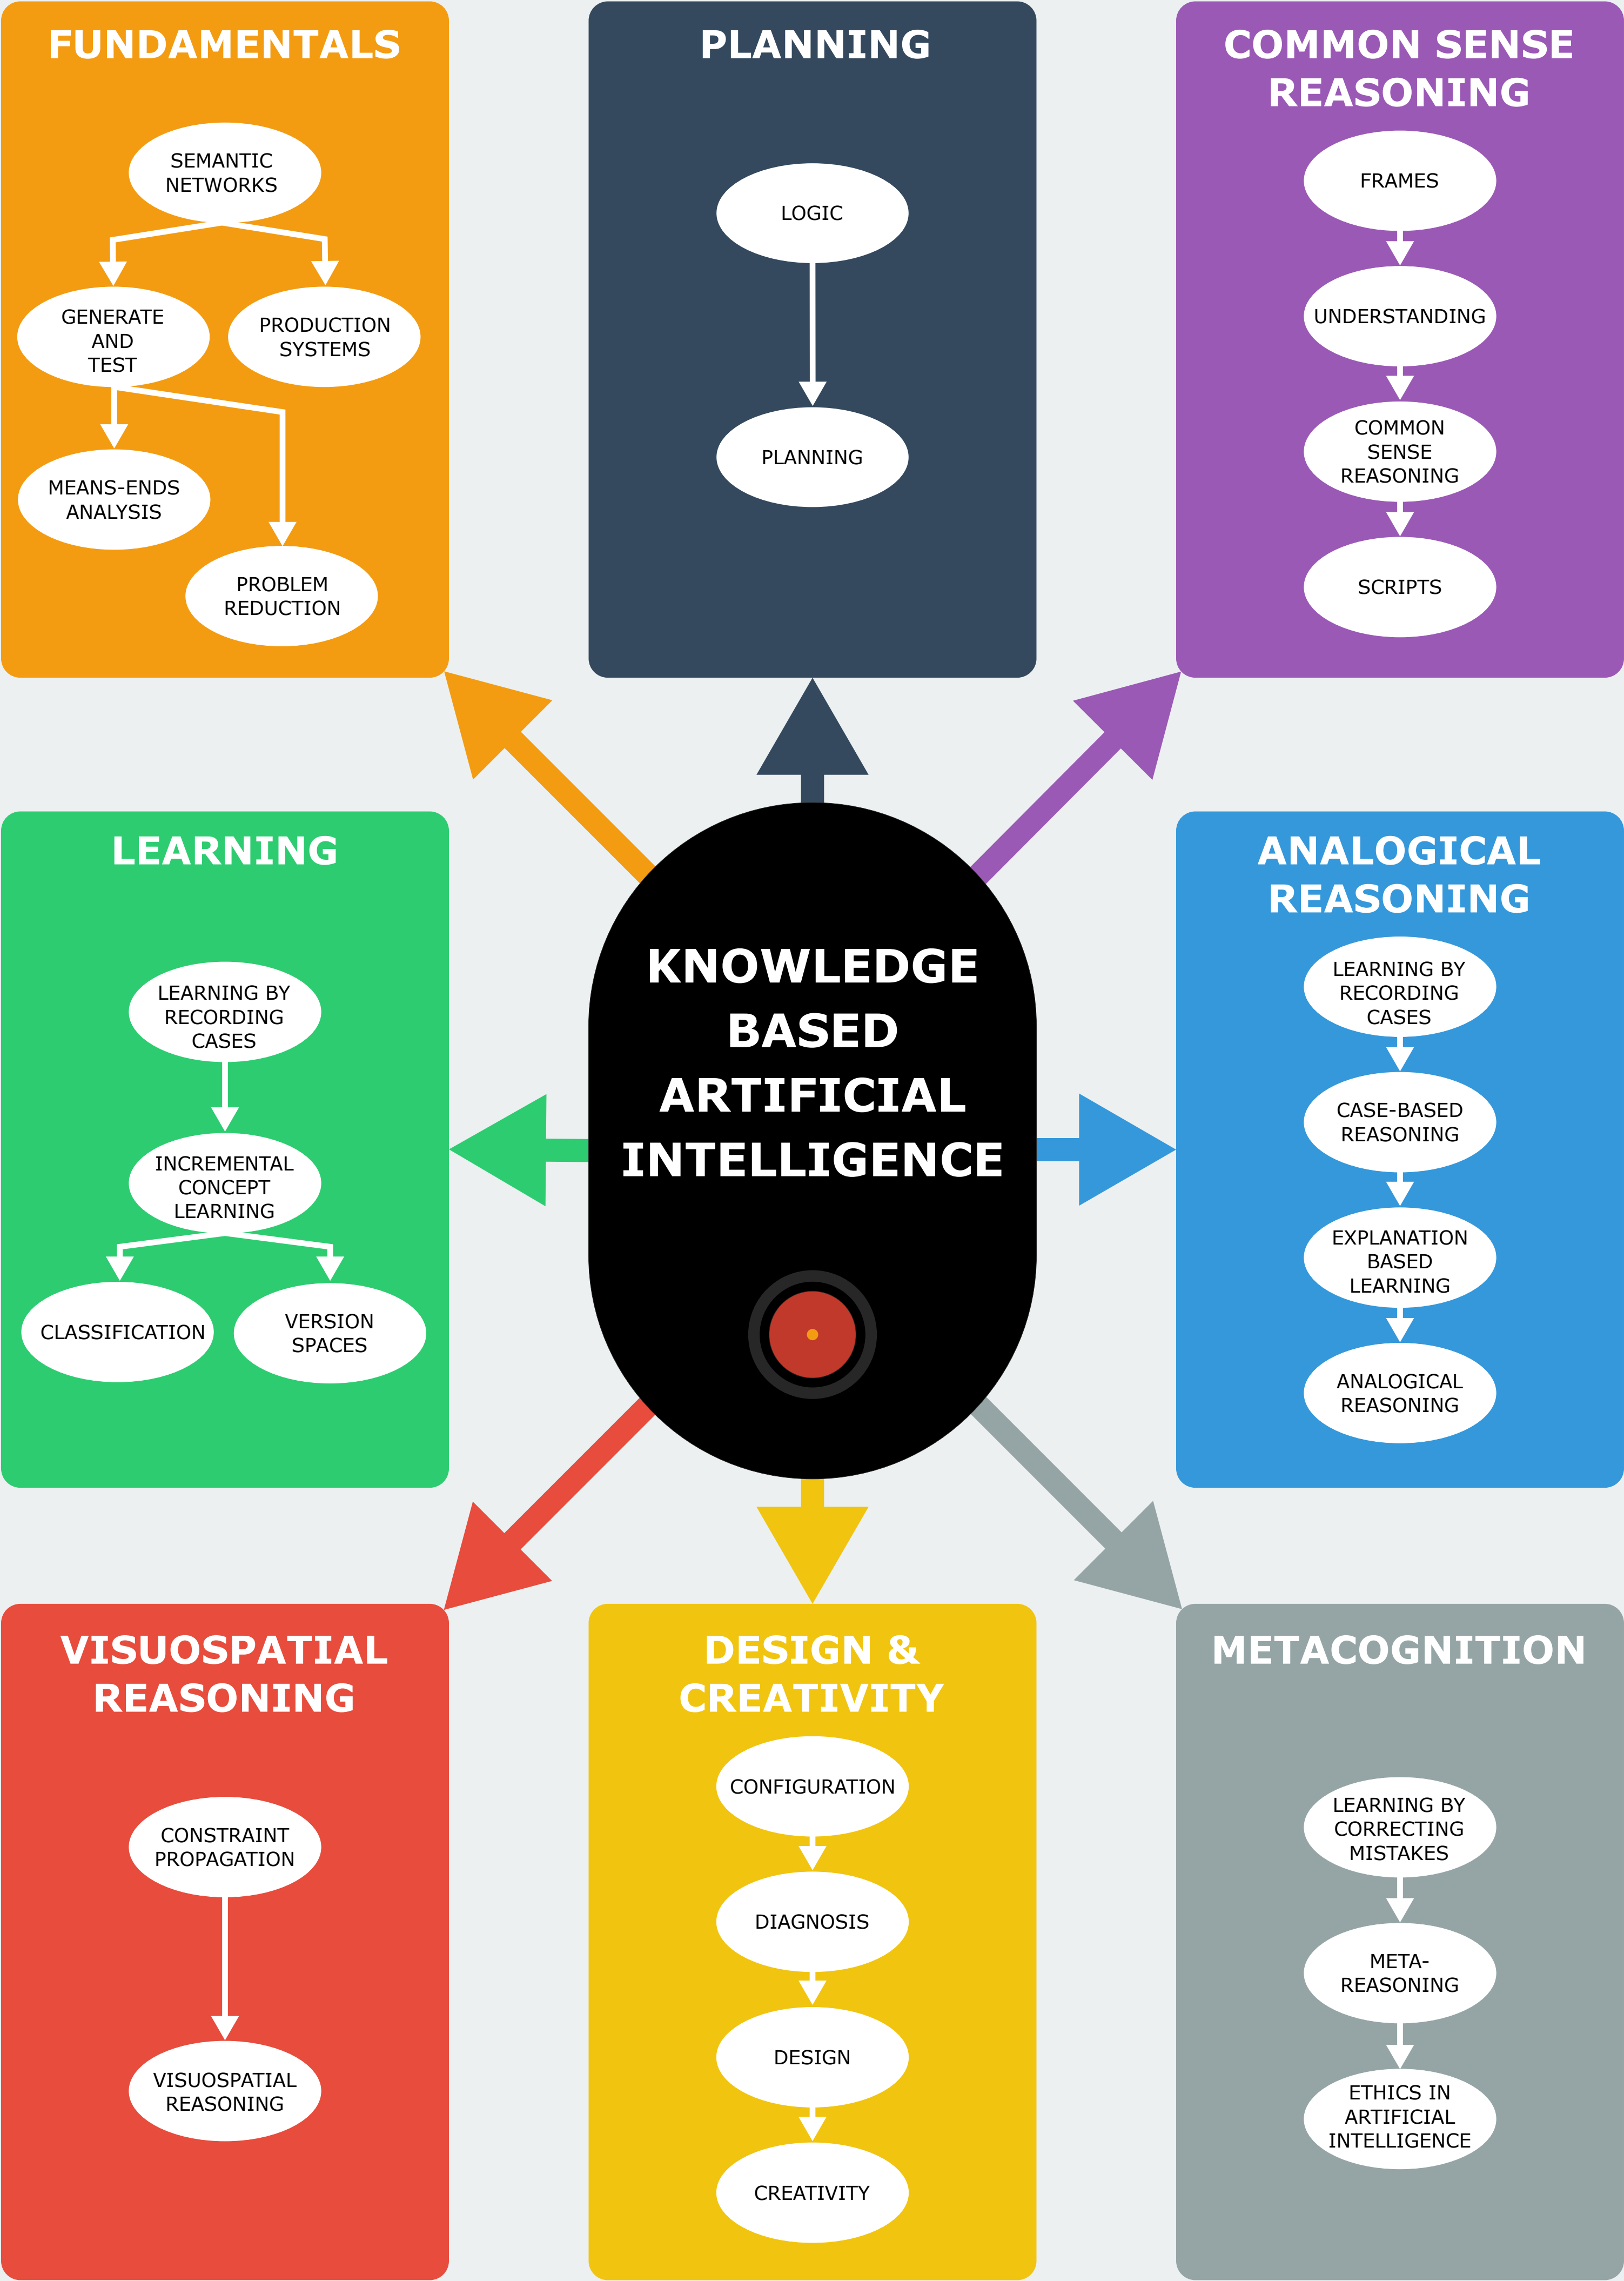 FUNDAMENTALS
SEMANTIC
NETWORKS
GENERATE
AND
TEST
PRODUCTION
SYSTEMS
MEANS-ENDS
ANALYSIS
PROBLEM
REDUCTION
PLANNING
LOGIC
PLANNING
COMMON SENSE
REASONING
FRAMES
UNDERSTANDING
COMMON
SENSE
REASONING
SCRIPTS
LEARNING
LEARNING BY
RECORDING
CASES
INCREMENTAL
CONCEPT
LEARNING
CLASSIFICATION
VERSION
SPACES
KNOWLEDGE
BASED
ARTIFICIAL
INTELLIGENCE
ANALOGICAL
REASONING
LEARNING BY
RECORDING
CASES
CASE-BASED
REASONING
EXPLANATION
BASED
LEARNING
ANALOGICAL
REASONING
VISUOSPATIAL
REASONING
CONSTRAINT
PROPAGATION
VISUOSPATIAL
REASONING
DESIGN &
CREATIVITY
CONFIGURATION
DIAGNOSIS
DESIGN
CREATIVITY
METACOGNITION
LEARNING BY
CORRECTING
MISTAKES
META-
REASONING
ETHICS IN
ARTIFICIAL
INTELLIGENCE